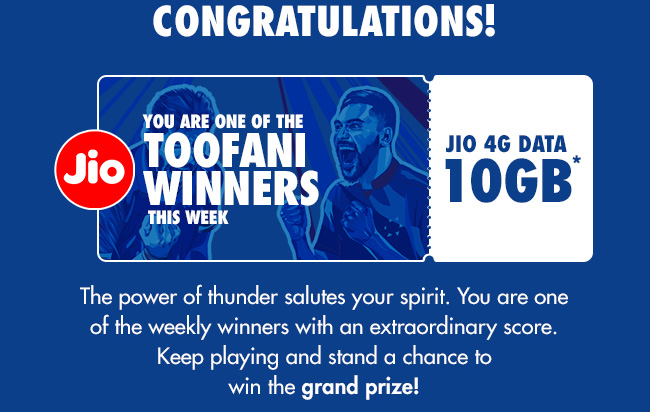 CONGRATULATIONS!
YOU ARE ONE OF THE
TOOFANI
WINNERS
THIS WEEK
Jio
JIO 4G DATA
10GB*
The power of thunder salutes your spirit. You are one
of the weekly winners with an extraordinary score.
Keep playing and stand a chance to
win the grand prize!